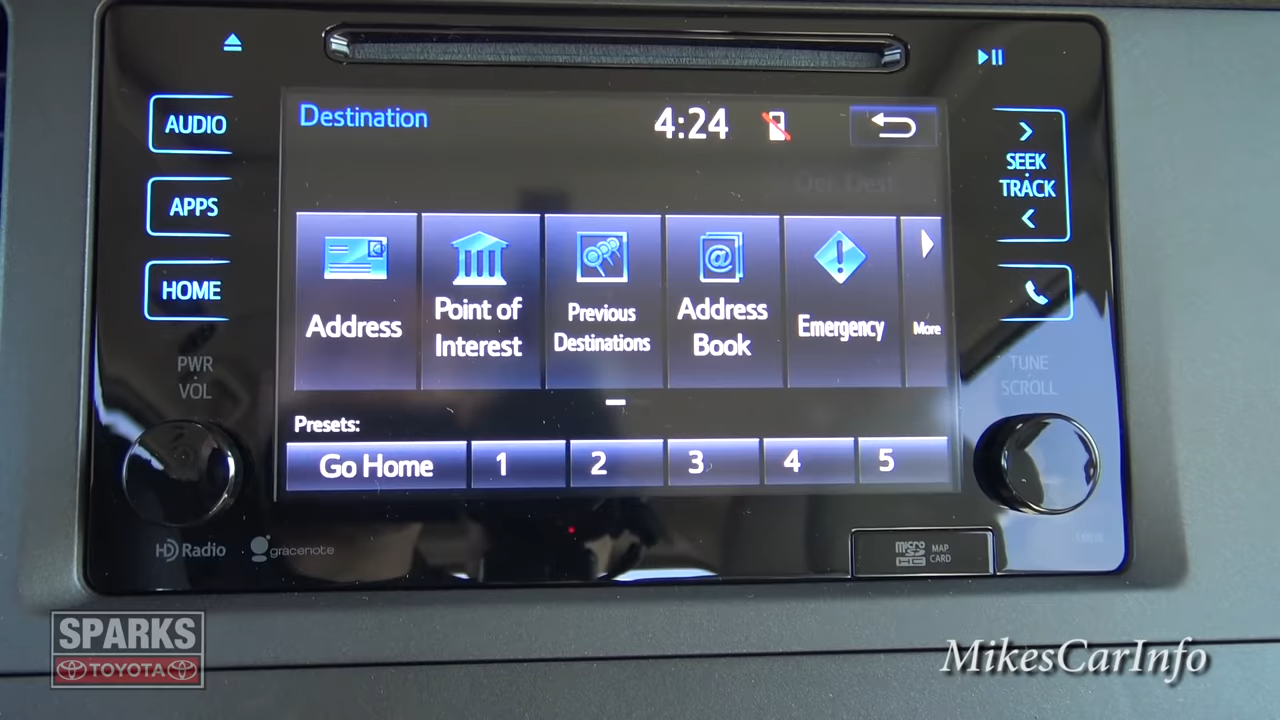 AUDIO
APPS
HOME
PWR
VOL
Destination
4:24
Del. Dest
Address
Point of
Interest
Previous
Destinations
@
Address
Book
!
Emergency
More
Presets:
Go Home
1
2
3
4
5
SEEK
TRACK
TUNE
SCROLL
HD Radio
gracenote
micro
SD
HC
MAP
CARD
SPARKS
TOYOTA
MikesCarInfo